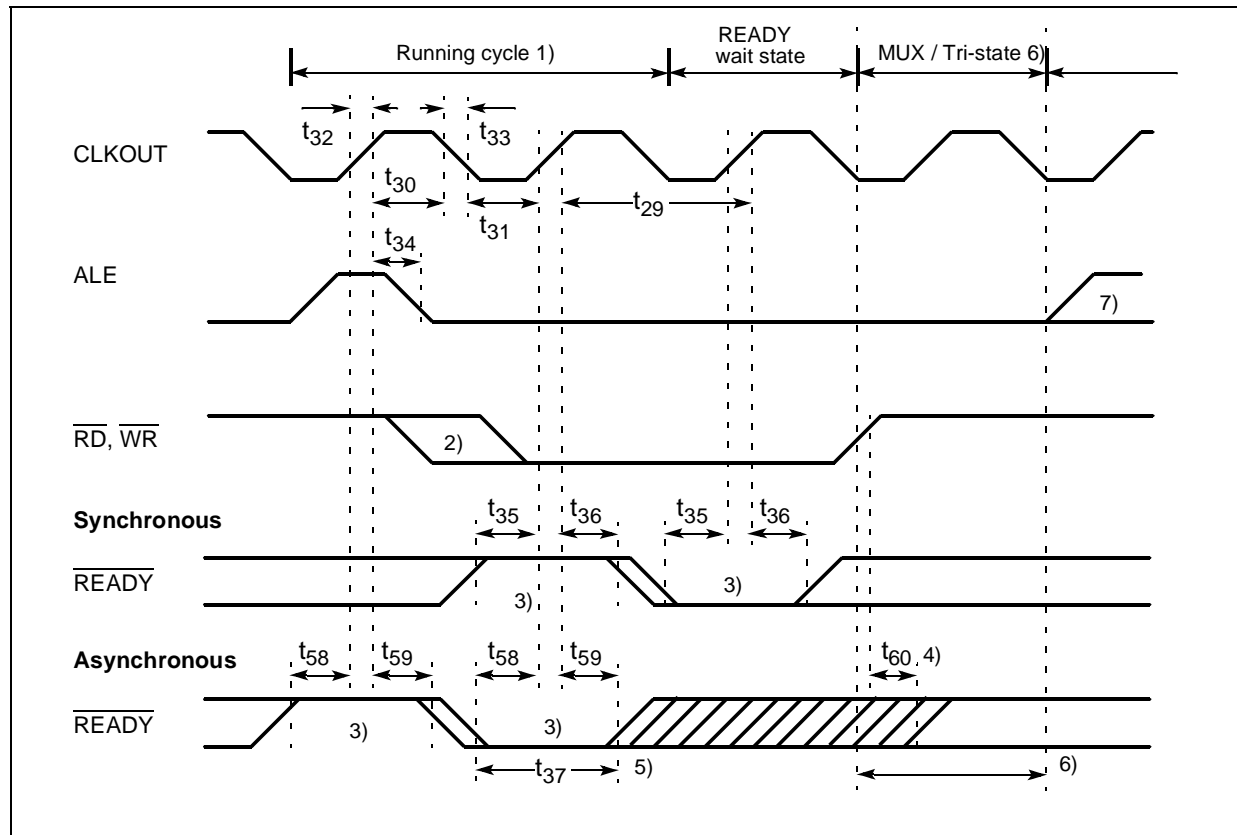 Running cycle 1)
READY
wait state
MUX / Tri-state 6)
t32
t33
CLKOUT
t30
t31
t29
t34
ALE
7)
RD, WR
2)
Synchronous
t35
t36
t35
t36
READY
3)
3)
Asynchronous
t58
t59
t58
t59
t60
4)
READY
3)
3)
t37
5)
6)